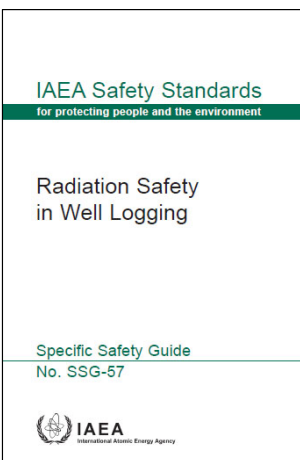 IAEA Safety Standards
for protecting people and the environment
Radiation Safety
in Well Logging
Specific Safety Guide
No. SSG-57
IAEA
International Atomic Energy Agency